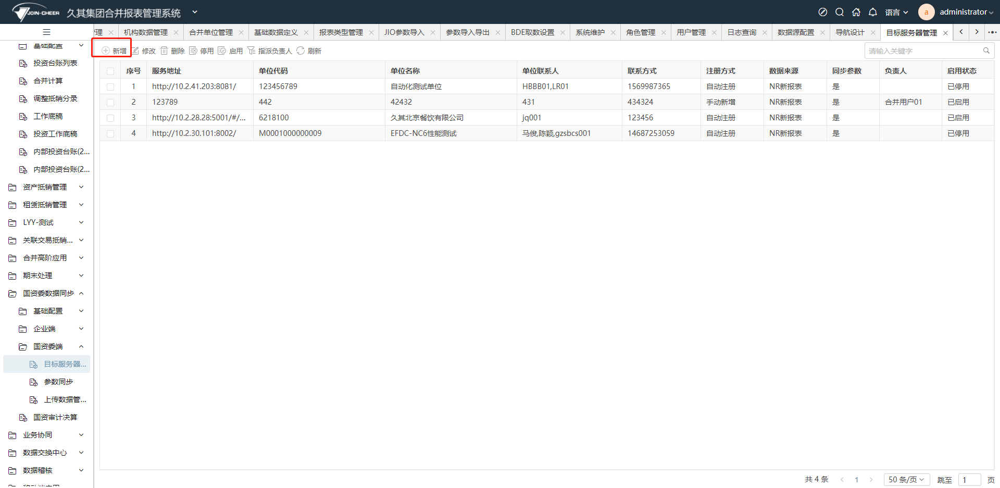 JOIN-CHEER 久其集团合并报表管理系统 语言 a administrator
管理 机构数据管理 合并单位管理 基础数据定义 报表类型管理 JIO参数导入 参数导入导出 BDE取数设置 系统维护 角色管理 用户管理 日志查询 数据源配置 导航设计 目标服务器管理
新增 修改 删除 停用 启用 指派负责人 刷新 请输入关键字
序号 服务地址 单位代码 单位名称 单位联系人 联系方式 注册方式 数据来源 同步参数 负责人 启用状态
1 http://10.2.41.203:8081/ 123456789 自动化测试单位 HBBB01,LR01 1569987365 自动注册 NR新报表 是 已停用
2 123789 442 42432 431 434324 手动新增 NR新报表 是 合并用户01 已启用
3 http://10.2.28.28:5001/#/... 6218100 久其北京餐饮有限公司 jq001 123456 自动注册 NR新报表 是 已启用
4 http://10.2.30.101:8002/ M0001000000009 EFDC-NC6性能测试 马俊,陈颖,gzsbcs001 14687253059 自动注册 NR新报表 是 已停用
基础配置
投资台账列表
合并计算
调整抵销分录
工作底稿
投资工作底稿
内部投资台账(2...
内部投资台账(2...
资产抵销管理
租赁抵销管理
LYY-测试
关联交易抵销...
合并高阶应用
期末处理
国资委数据同步
基础配置
企业端
国资委端
目标服务器...
参数同步
上传数据管...
国资审计决算
业务协同
数据交换中心
数据稽核
共 4 条 1 50 条/页 跳至 1 页